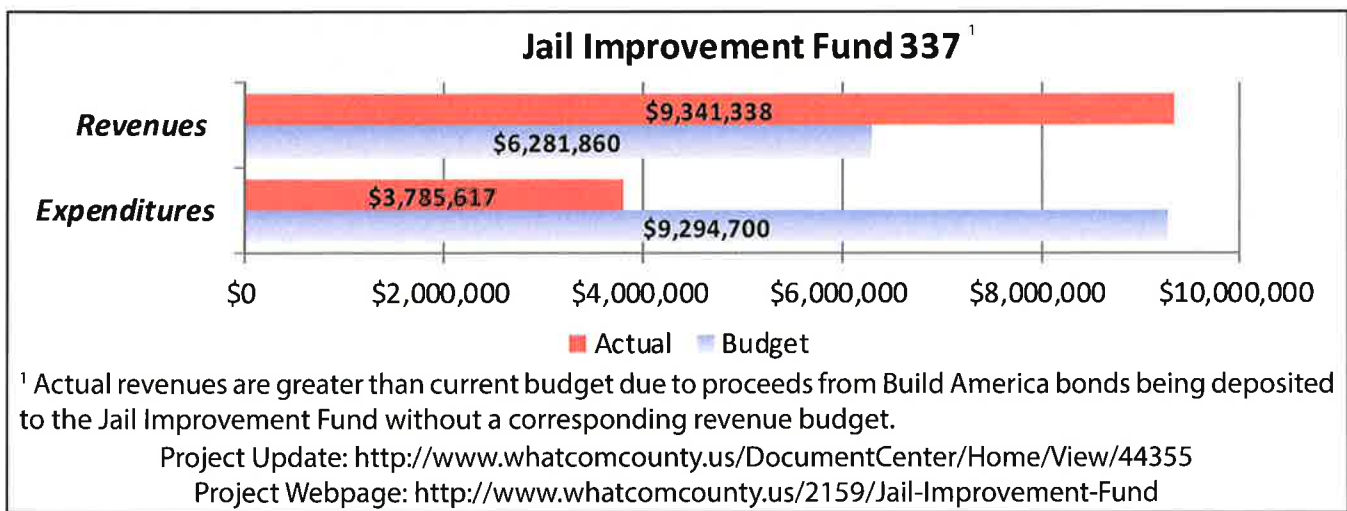 Jail Improvement Fund 337 ¹
Revenues
$9,341,338
$6,281,860
Expenditures
$3,785,617
$9,294,700
$0 $2,000,000 $4,000,000 $6,000,000 $8,000,000 $10,000,000
Actual Budget
¹ Actual revenues are greater than current budget due to proceeds from Build America bonds being deposited
to the Jail Improvement Fund without a corresponding revenue budget.
Project Update: http://www.whatcomcounty.us/DocumentCenter/Home/View/44355
Project Webpage: http://www.whatcomcounty.us/2159/Jail-Improvement-Fund